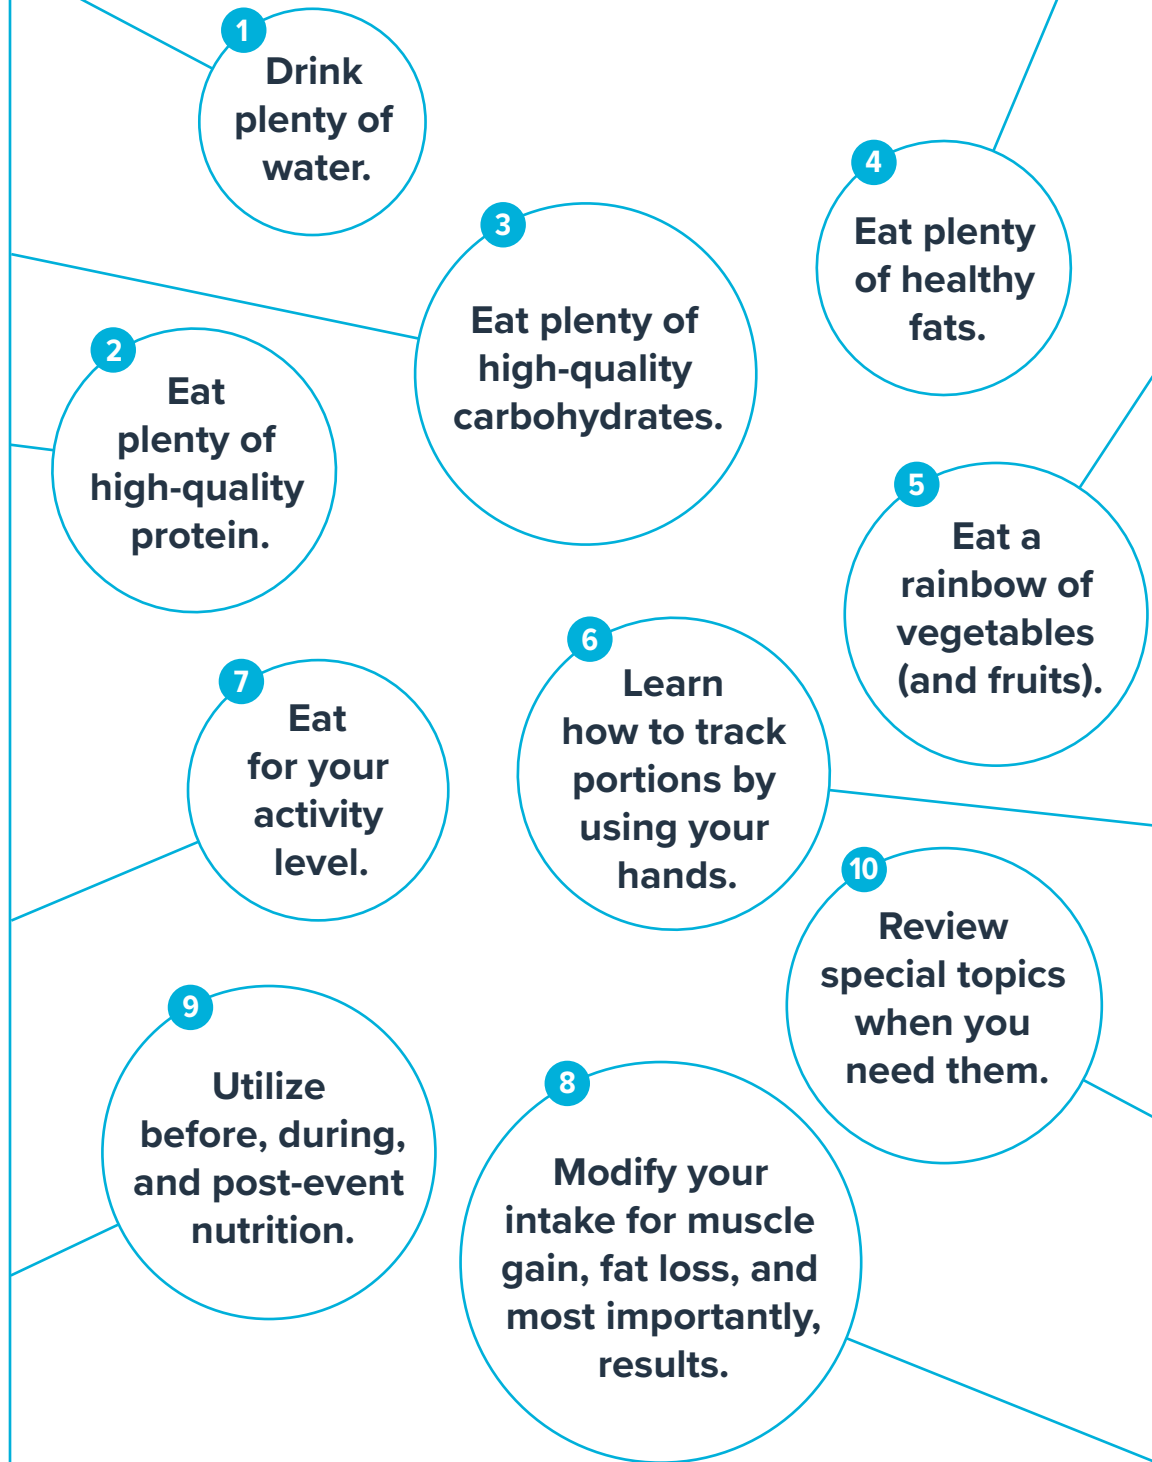 1
Drink
plenty of
water.
2
Eat
plenty of
high-quality
protein.
3
Eat plenty of
high-quality
carbohydrates.
4
Eat plenty
of healthy
fats.
5
Eat a
rainbow of
vegetables
(and fruits).
6
Learn
how to track
portions by
using your
hands.
7
Eat
for your
activity
level.
8
Modify your
intake for muscle
gain, fat loss, and
most importantly,
results.
9
Utilize
before, during,
and post-event
nutrition.
10
Review
special topics
when you
need them.